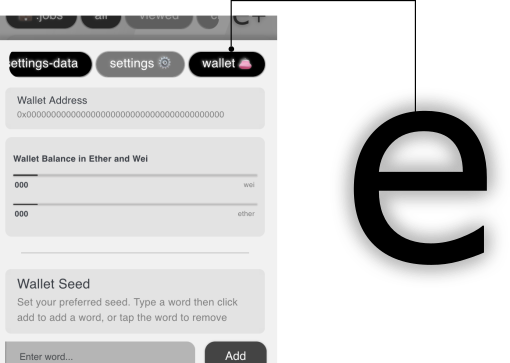 .jobs all viewed e+
settings-data settings wallet
Wallet Address
0x0000000000000000000000000000000000000000
Wallet Balance in Ether and Wei
000 wei
000 ether
Wallet Seed
Set your preferred seed. Type a word then click
add to add a word, or tap the word to remove
Enter word... Add
e